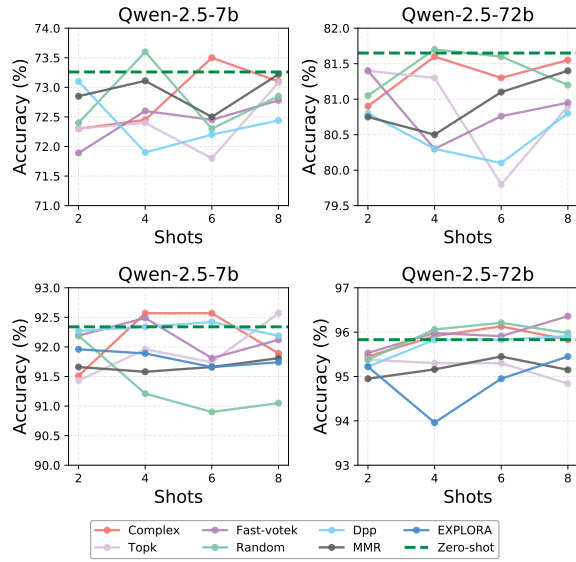 Qwen-2.5-7b
Accuracy (%)
74.0
73.5
73.0
72.5
72.0
71.5
71.0
2 4 6 8
Shots
Qwen-2.5-72b
Accuracy (%)
82.0
81.5
81.0
80.5
80.0
79.5
2 4 6 8
Shots
Qwen-2.5-7b
Accuracy (%)
93.0
92.5
92.0
91.5
91.0
90.5
90.0
2 4 6 8
Shots
Qwen-2.5-72b
Accuracy (%)
97
96
95
94
93
2 4 6 8
Shots
Complex Fast-votek Dpp EXPLORA
Topk Random MMR Zero-shot